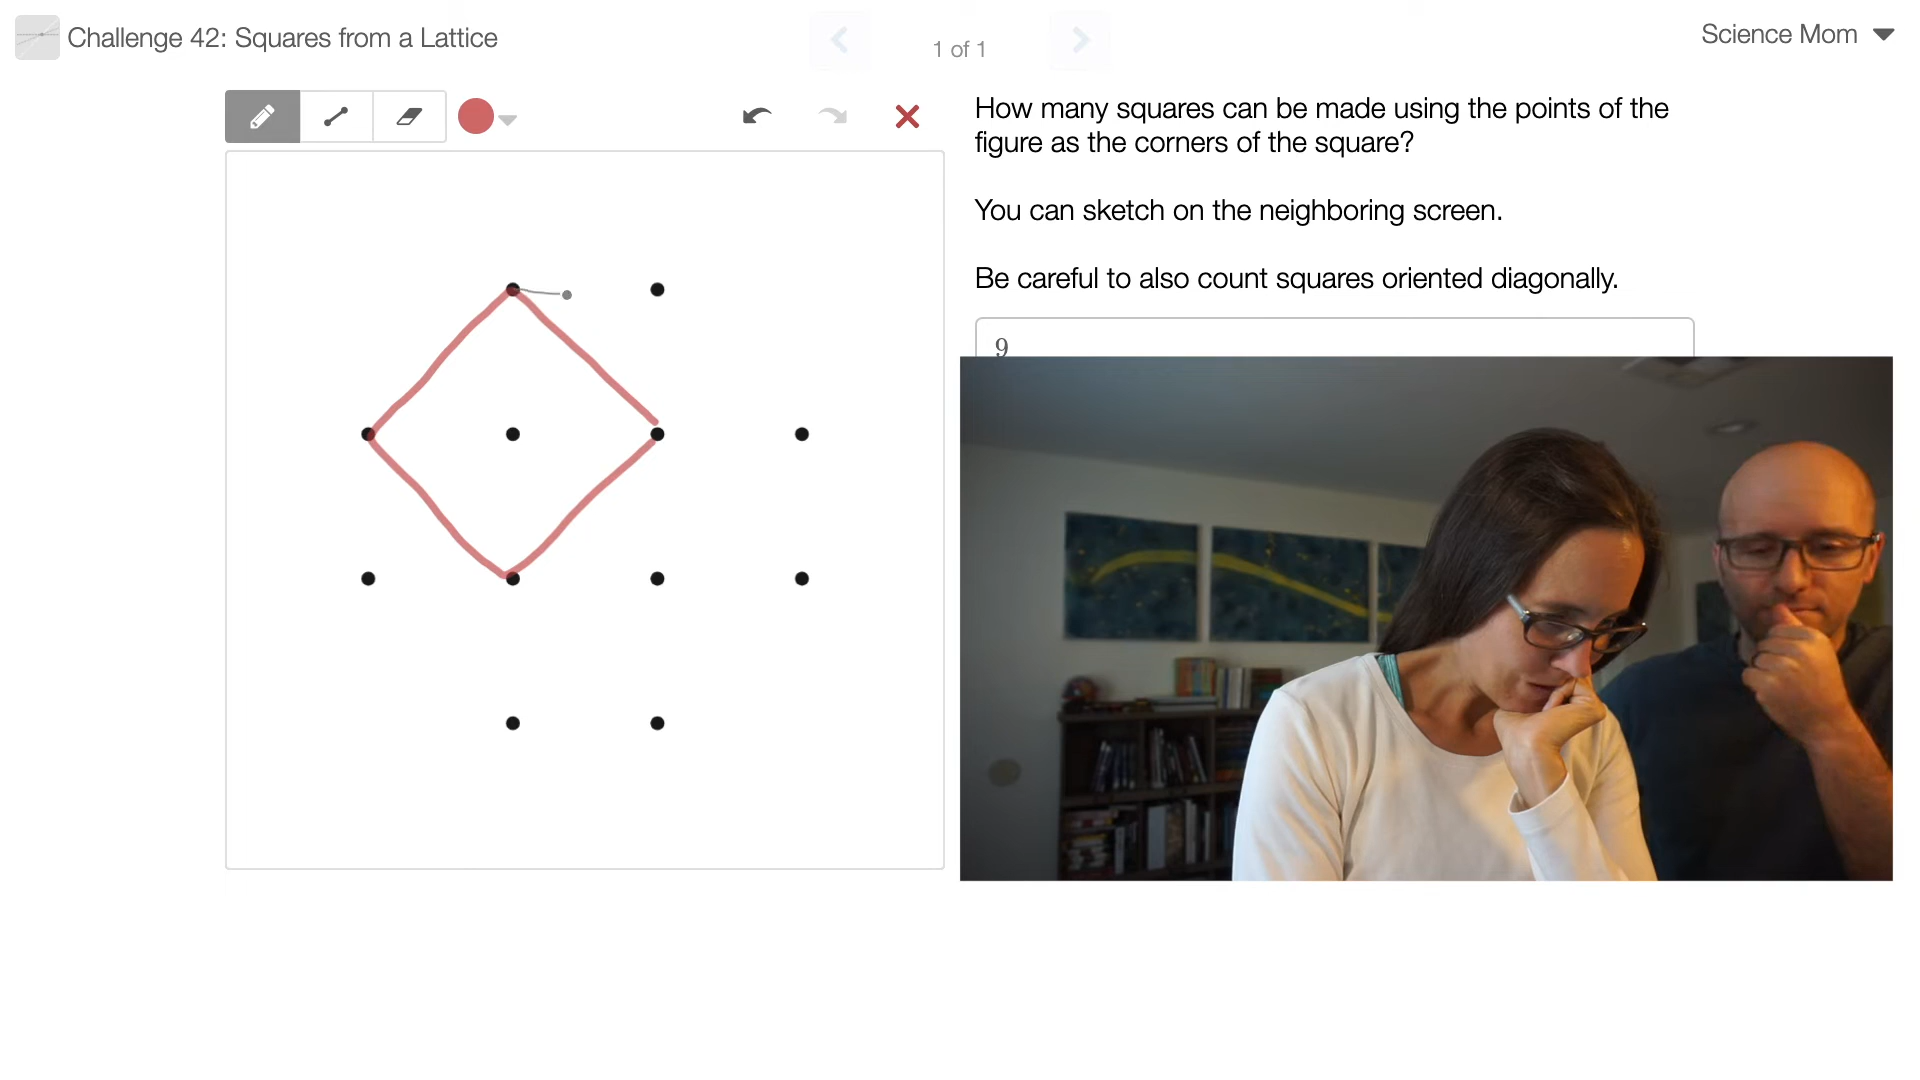 Challenge 42: Squares from a Lattice
1 of 1
Science Mom
How many squares can be made using the points of the
figure as the corners of the square?
You can sketch on the neighboring screen.
Be careful to also count squares oriented diagonally.
9